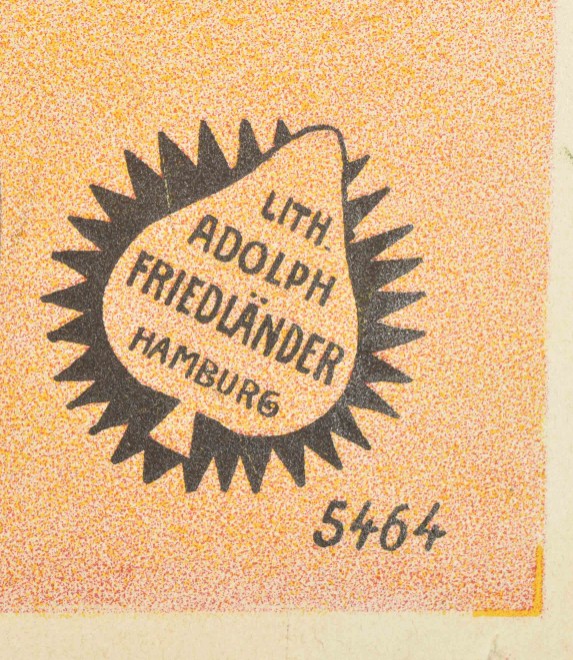 LITH.
ADOLPH
FRIEDLÄNDER
HAMBURG
5464